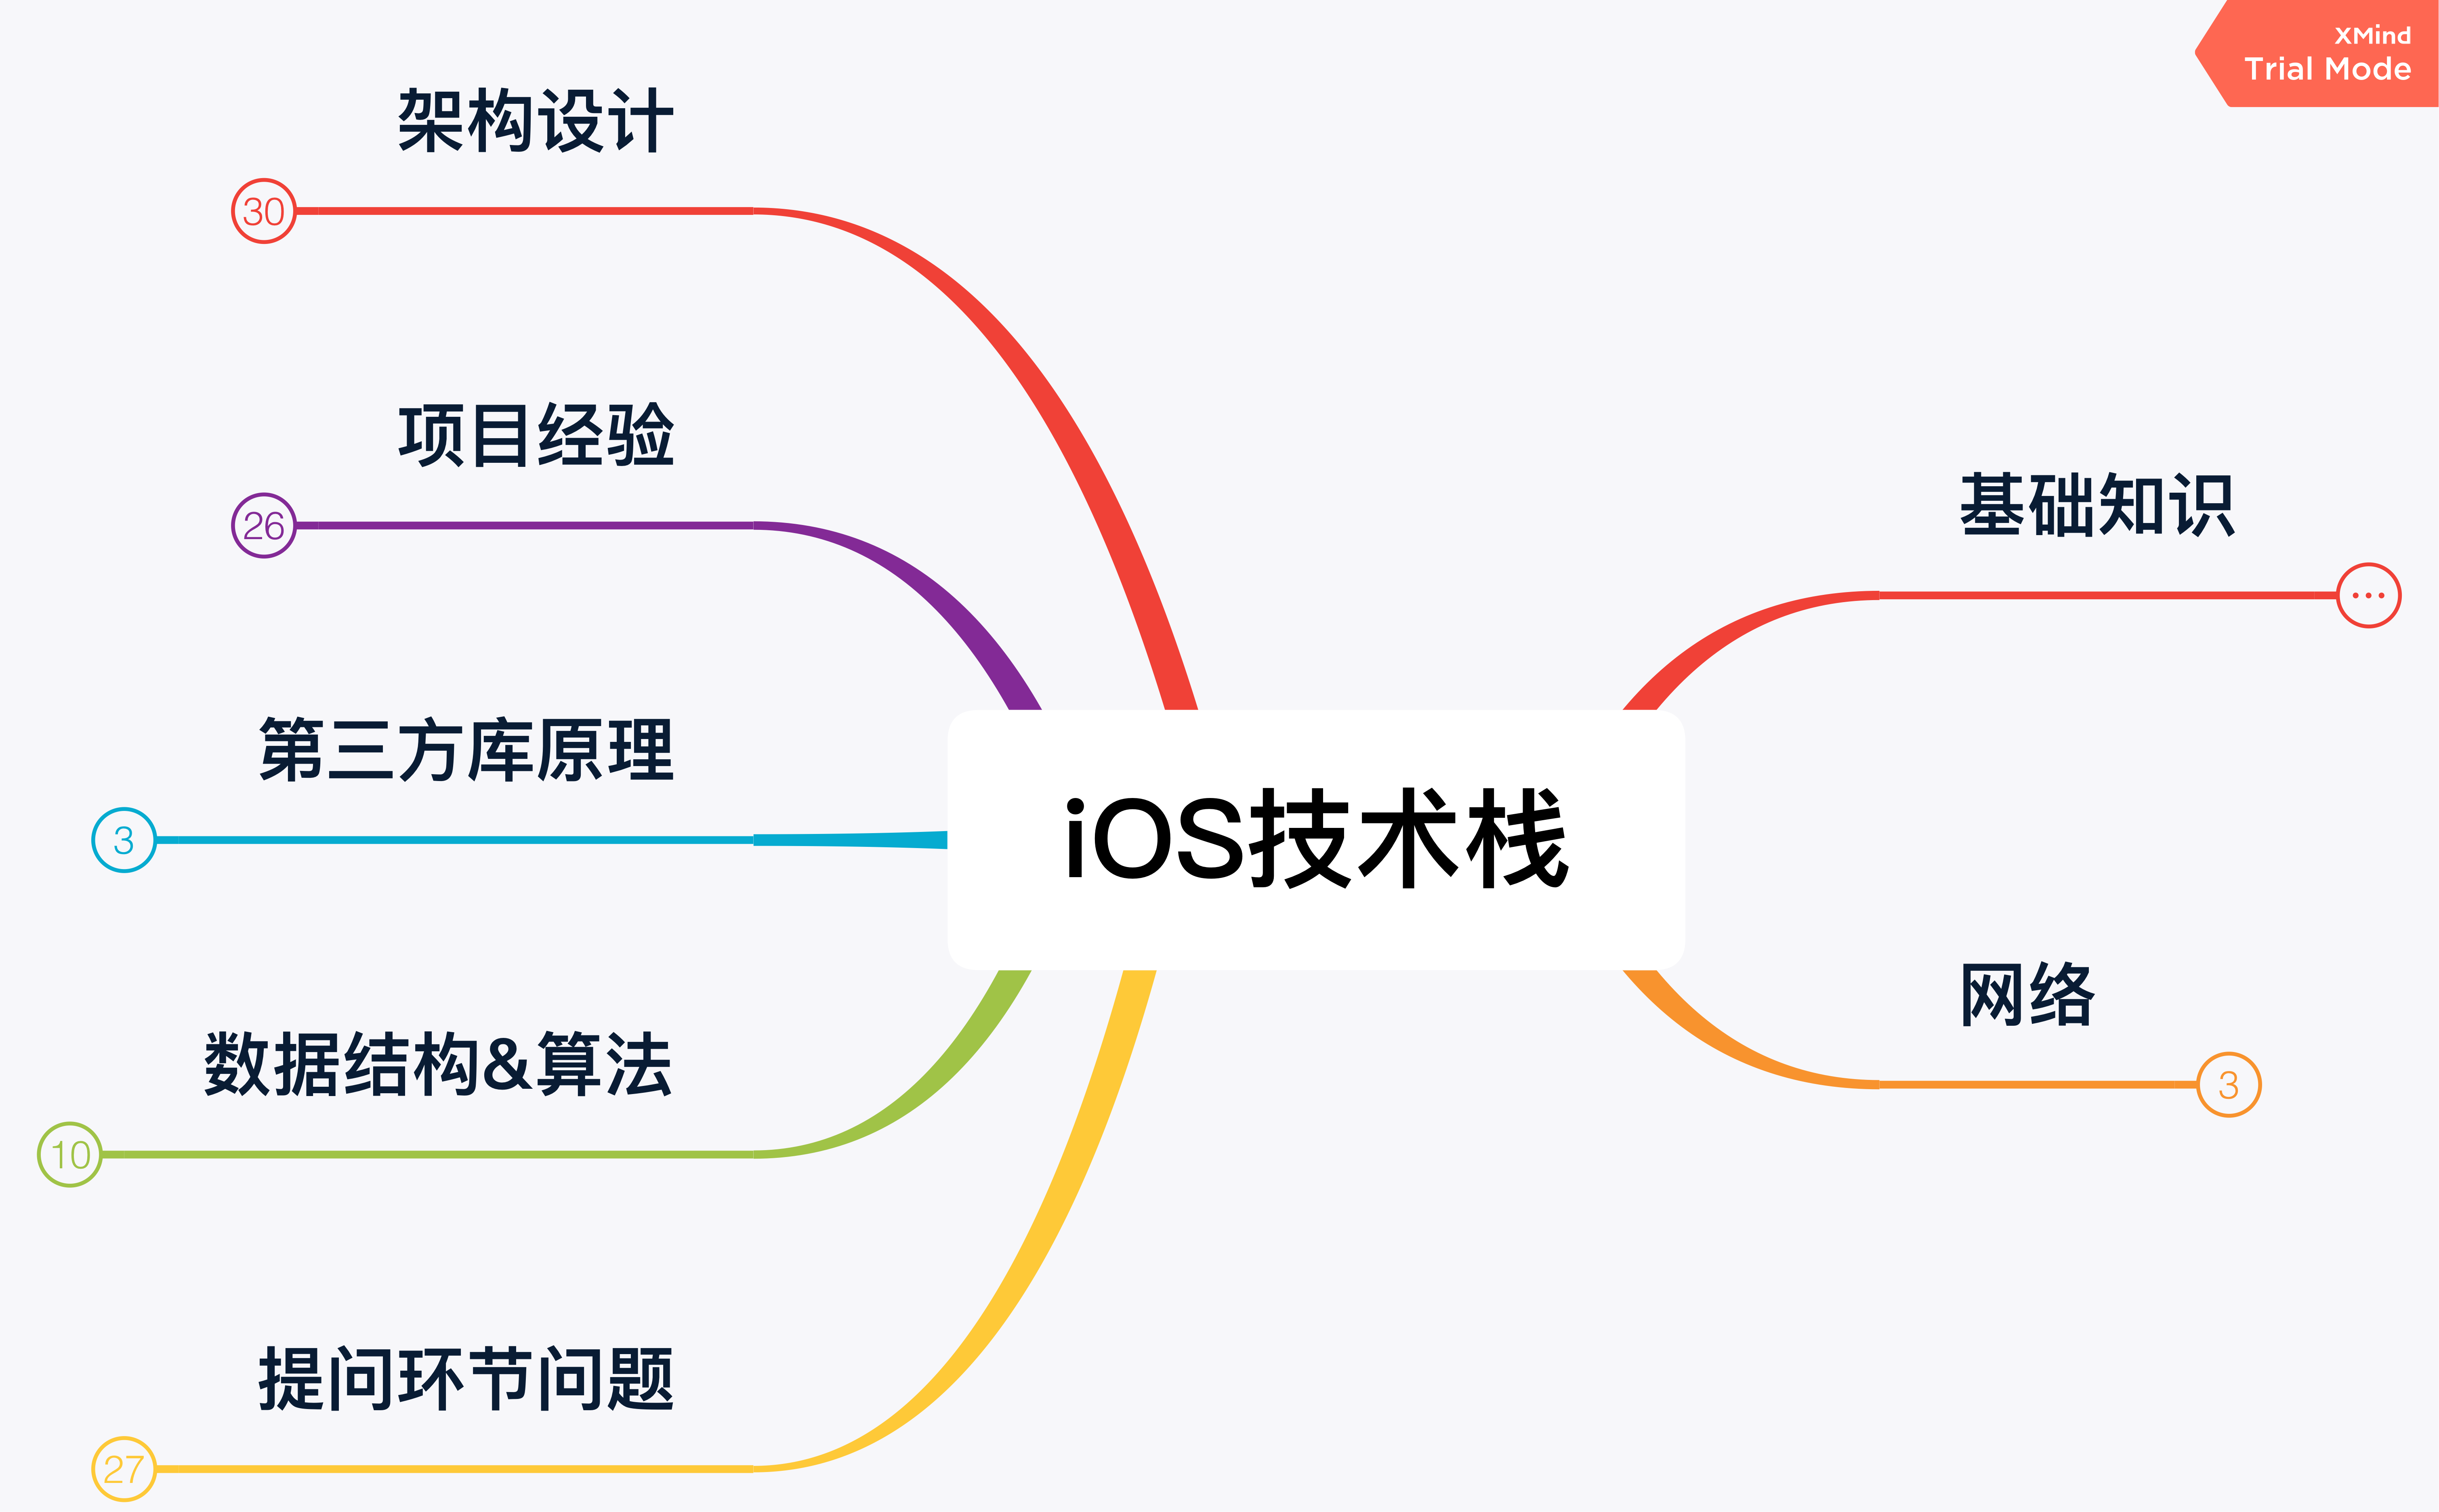 XMind
Trial Mode
架构设计
30
项目经验
26
第三方库原理
3
数据结构&算法
10
提问环节问题
27
iOS技术栈
基础知识
...
网络
3